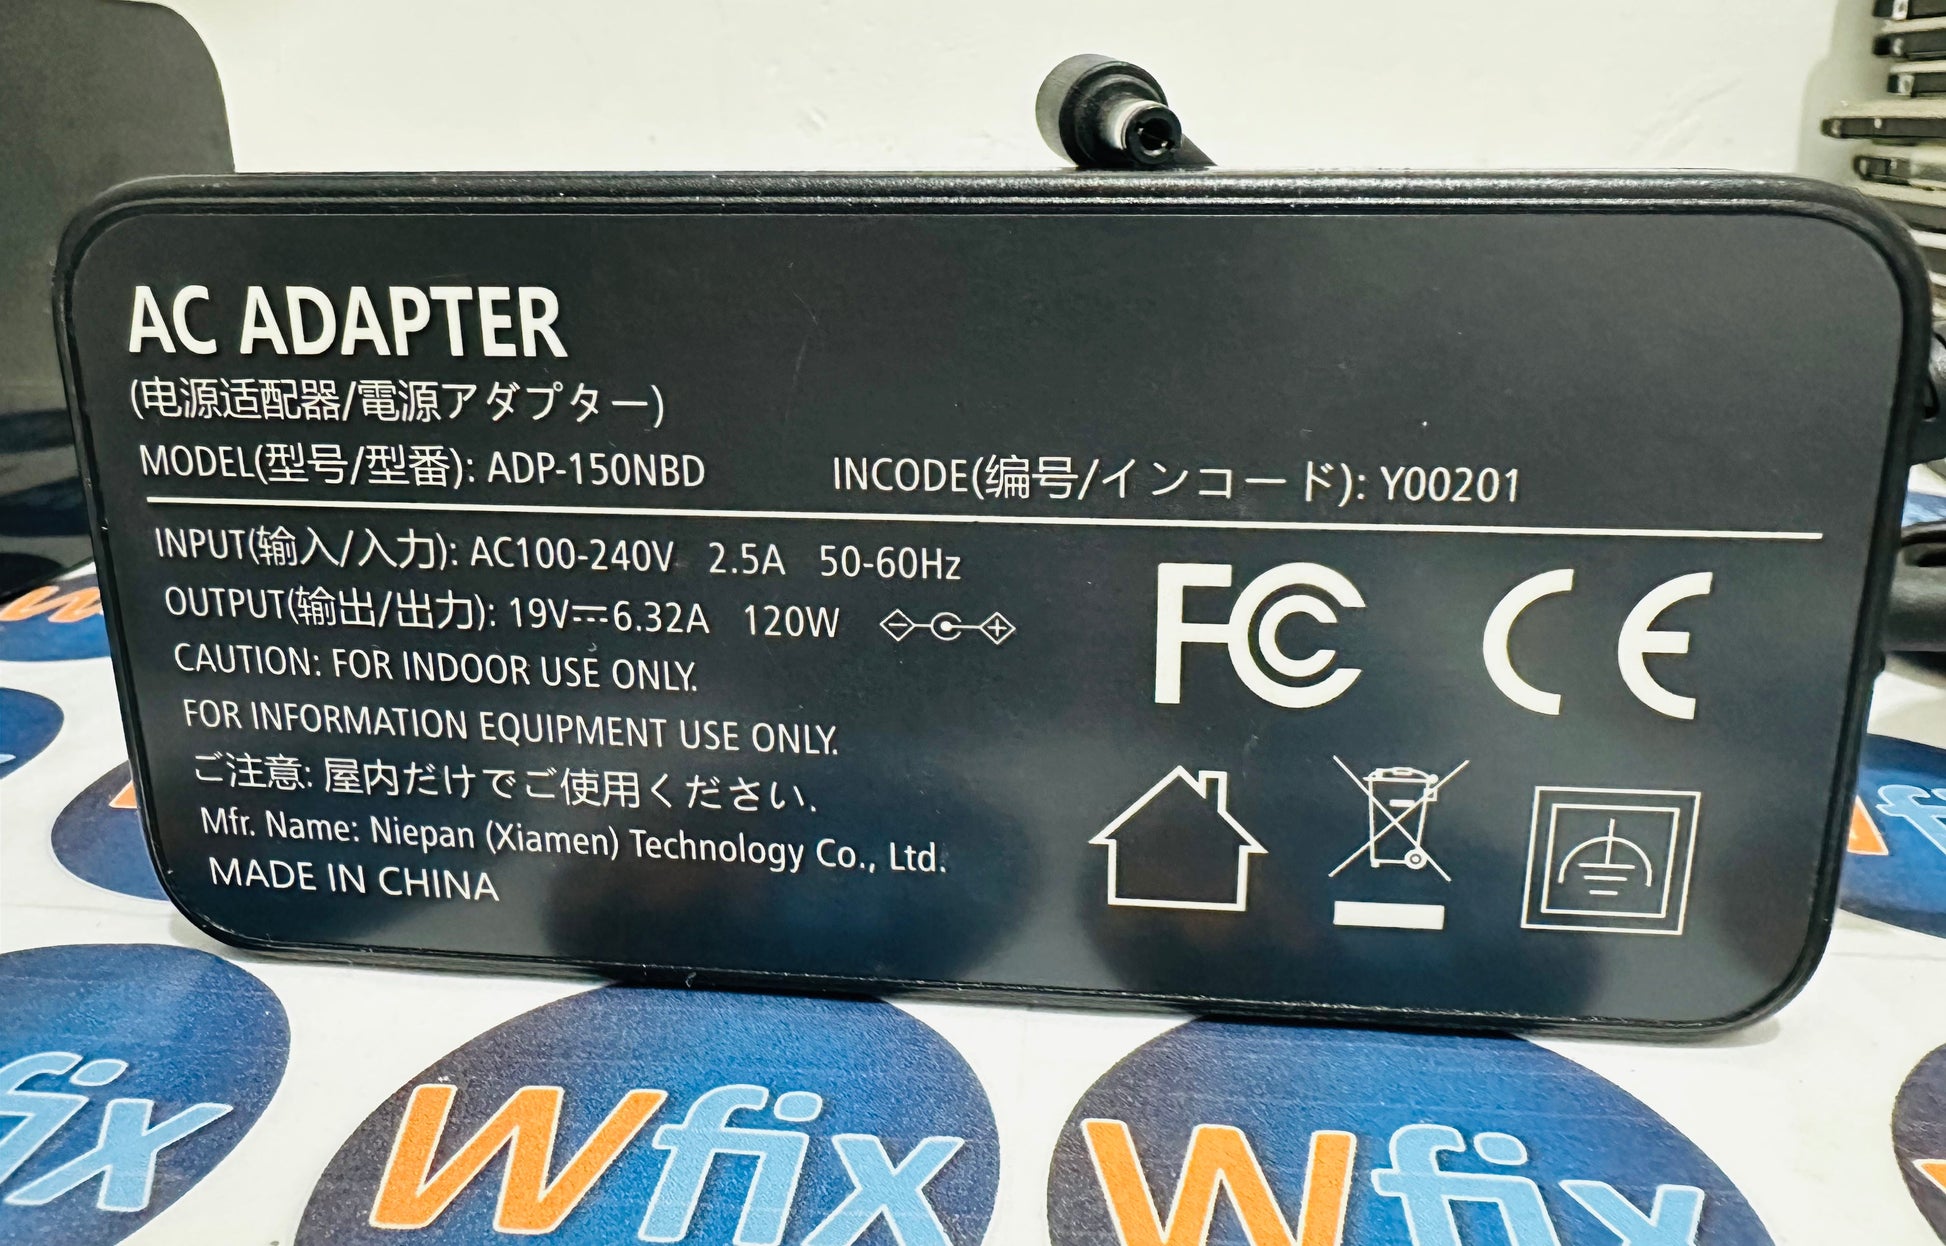 AC ADAPTER
(电源适配器/電源アダプター)
MODEL(型号/型番): ADP-150NBD INCODE(编号/インコード): Y00201
INPUT(输入/入力): AC100-240V 2.5A 50-60Hz
OUTPUT(输出/出力): 19V⎓6.32A 120W
CAUTION: FOR INDOOR USE ONLY.
FOR INFORMATION EQUIPMENT USE ONLY.
ご注意: 屋内だけでご使用ください.
Mfr. Name: Niepan (Xiamen) Technology Co., Ltd.
MADE IN CHINA
FC CE
fix Wfix Wfix